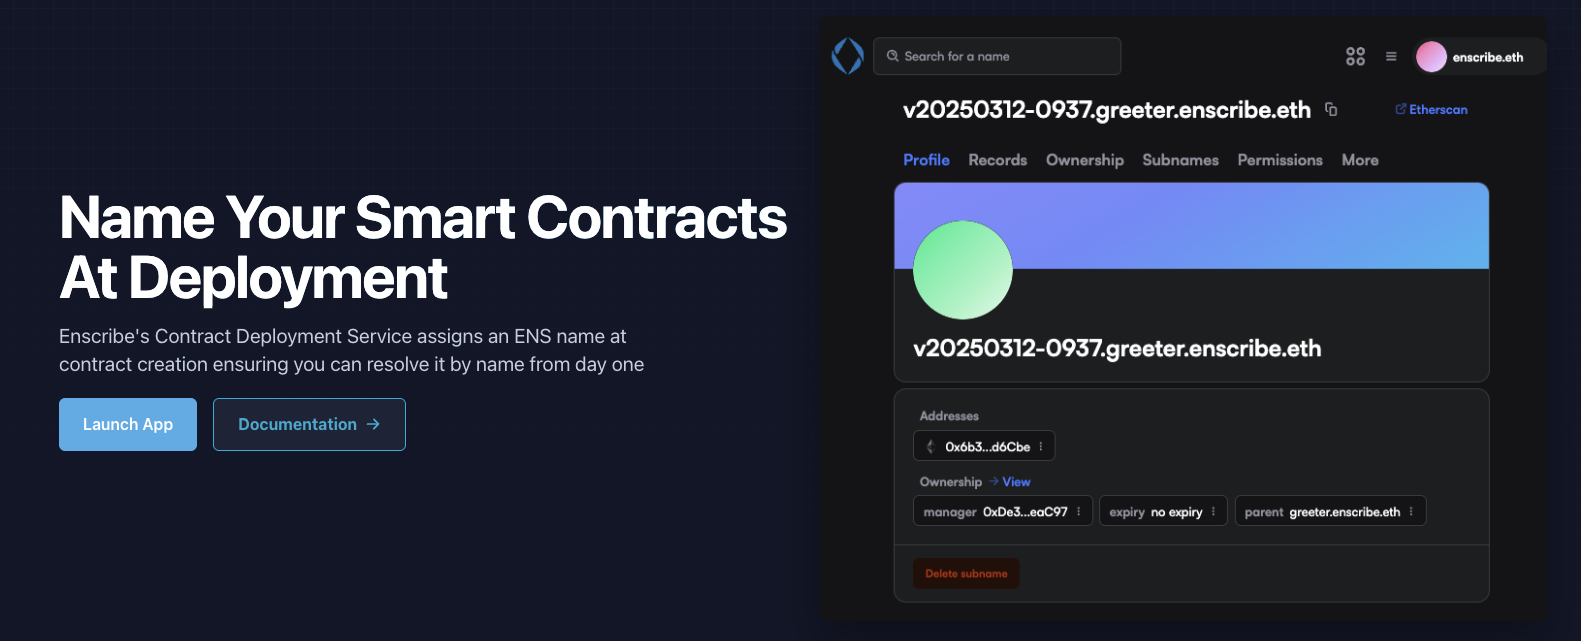 Name Your Smart Contracts
At Deployment
Enscribe's Contract Deployment Service assigns an ENS name at
contract creation ensuring you can resolve it by name from day one
Launch App
Documentation →
Search for a name
enscribe.eth
v20250312-0937.greeter.enscribe.eth
Etherscan
Profile Records Ownership Subnames Permissions More
v20250312-0937.greeter.enscribe.eth
Addresses
0x6b3...d6Cbe
Ownership → View
manager 0xDe3...eaC97 expiry no expiry parent greeter.enscribe.eth
Delete subname